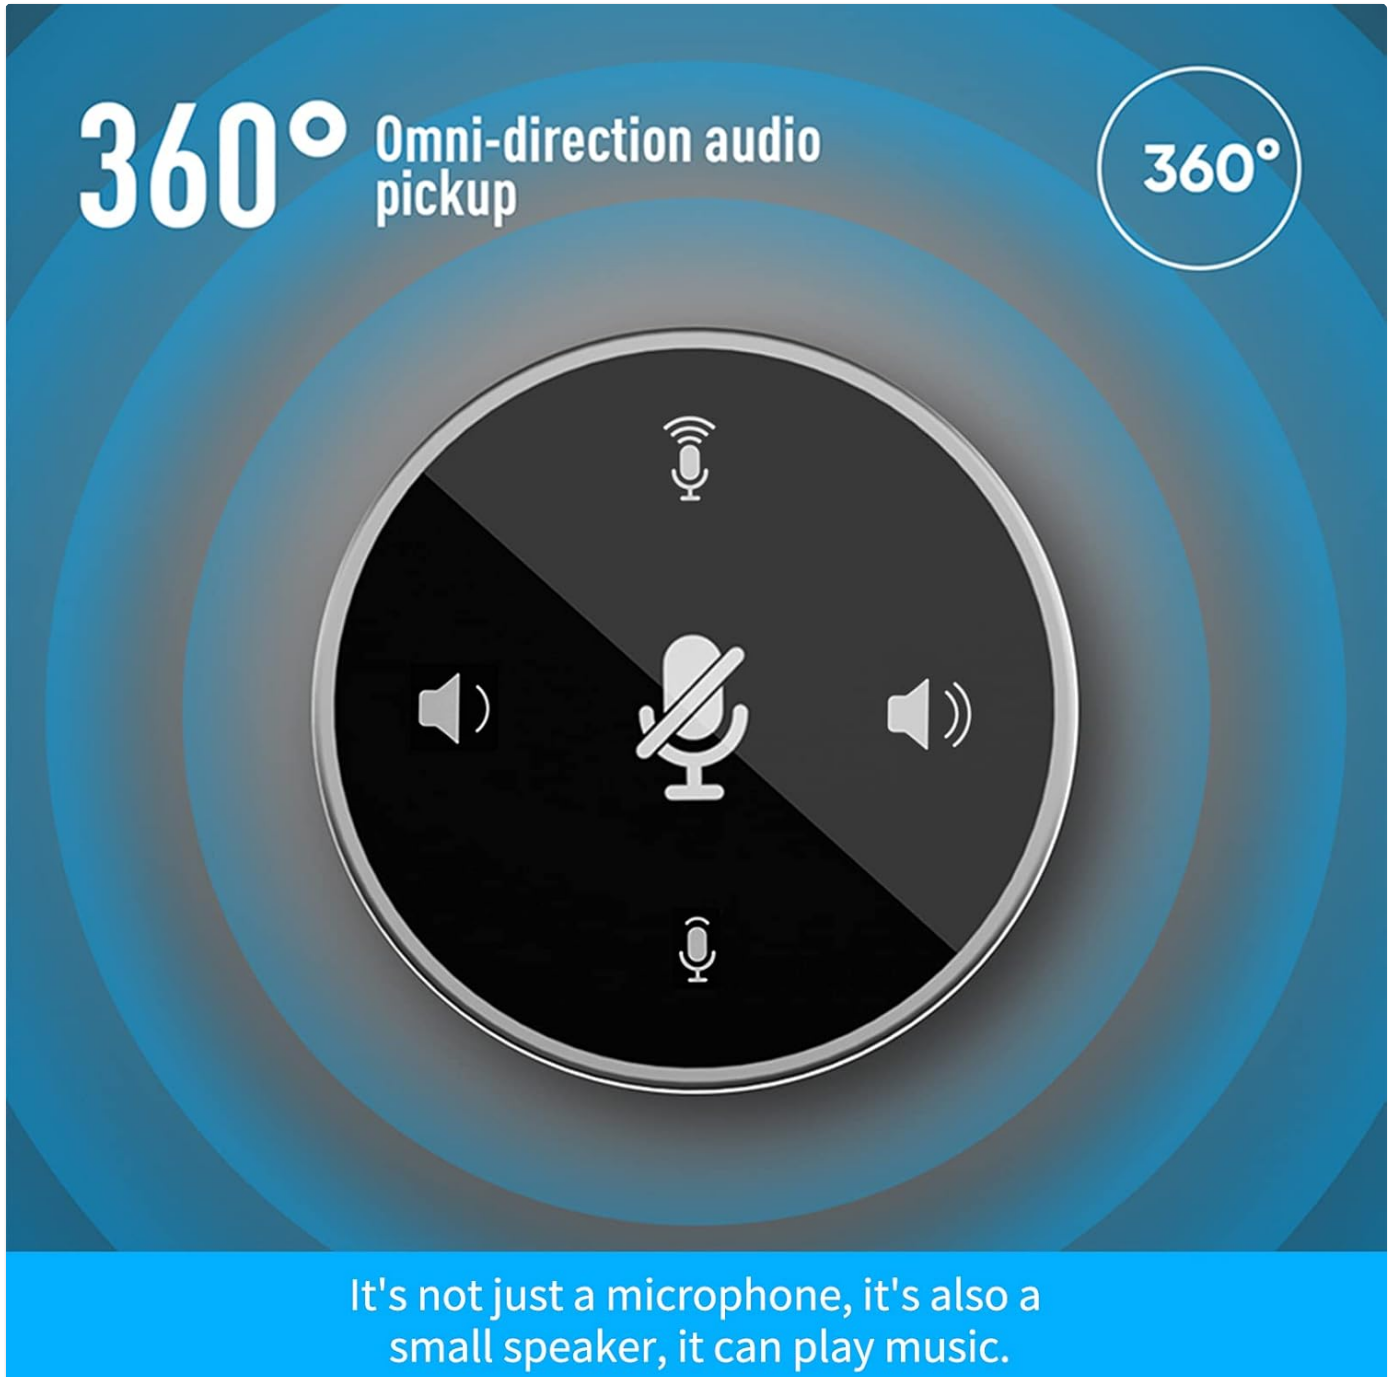 360° Omni-direction audio
pickup
360°
It's not just a microphone, it's also a
small speaker, it can play music.